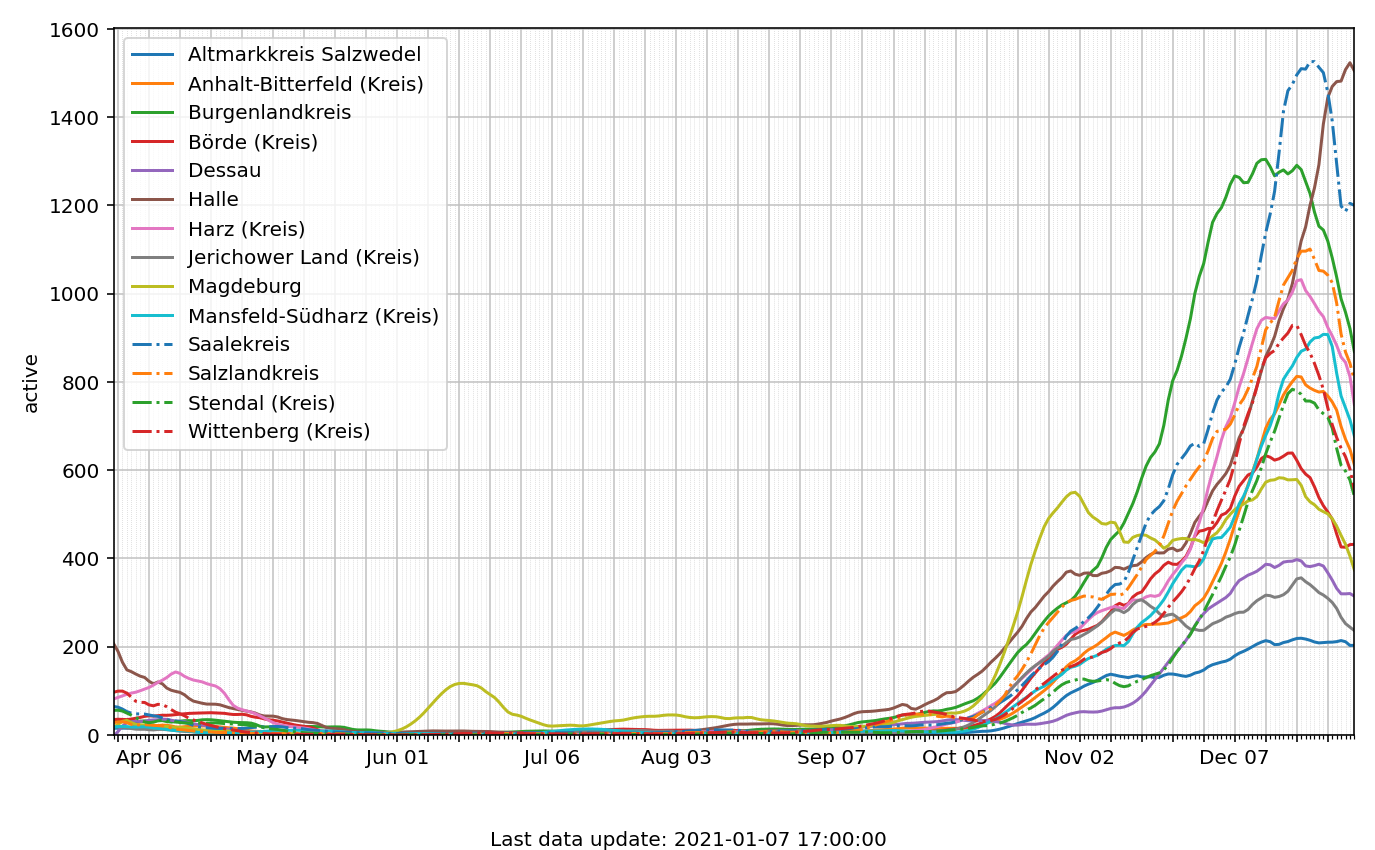 1600
1400
1200
1000
800
600
400
200
0
active
Altmarkkreis Salzwedel
Anhalt-Bitterfeld (Kreis)
Burgenlandkreis
Börde (Kreis)
Dessau
Halle
Harz (Kreis)
Jerichower Land (Kreis)
Magdeburg
Mansfeld-Südharz (Kreis)
Saalekreis
Salzlandkreis
Stendal (Kreis)
Wittenberg (Kreis)
Apr 06 May 04 Jun 01 Jul 06 Aug 03 Sep 07 Oct 05 Nov 02 Dec 07
Last data update: 2021-01-07 17:00:00